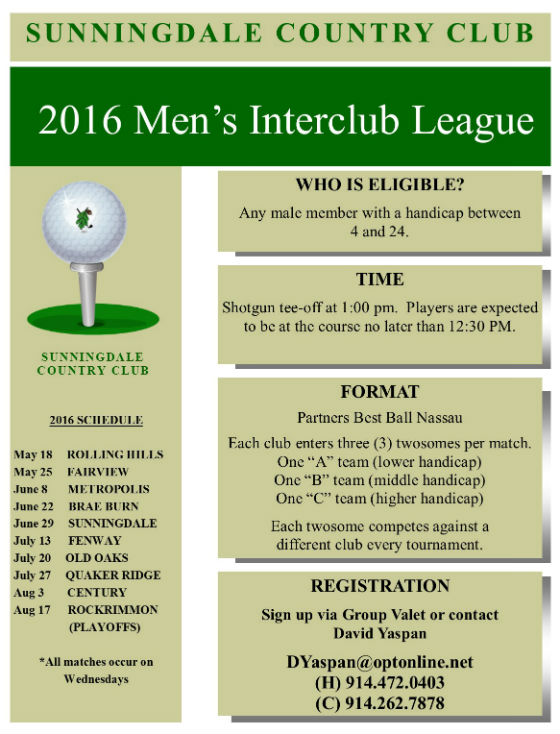 SUNNINGDALE COUNTRY CLUB
2016 Men's Interclub League
SUNNINGDALE
COUNTRY CLUB
2016 SCHEDULE
May 18 ROLLING HILLS
May 25 FAIRVIEW
June 8 METROPOLIS
June 22 BRAE BURN
June 29 SUNNINGDALE
July 13 FENWAY
July 20 OLD OAKS
July 27 QUAKER RIDGE
Aug 3 CENTURY
Aug 17 ROCKRIMMON
(PLAYOFFS)
*All matches occur on
Wednesdays
WHO IS ELIGIBLE?
Any male member with a handicap between
4 and 24.
TIME
Shotgun tee-off at 1:00 pm. Players are expected
to be at the course no later than 12:30 PM.
FORMAT
Partners Best Ball Nassau
Each club enters three (3) twosomes per match.
One “A” team (lower handicap)
One “B” team (middle handicap)
One “C” team (higher handicap)
Each twosome competes against a
different club every tournament.
REGISTRATION
Sign up via Group Valet or contact
David Yaspan
DYaspan@optonline.net
(H) 914.472.0403
(C) 914.262.7878